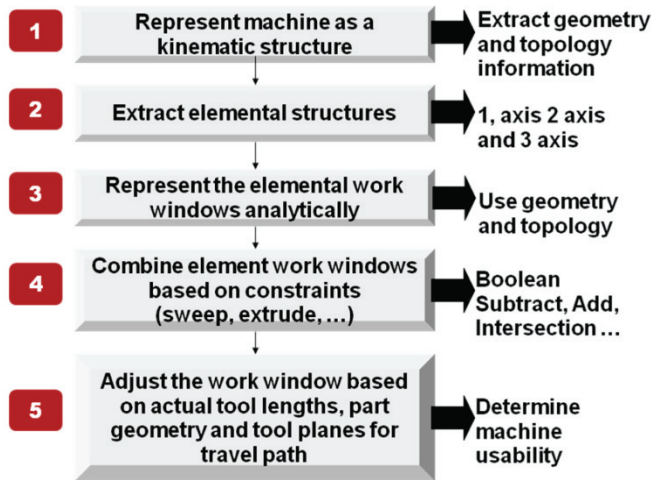 1
Represent machine as a
kinematic structure
Extract geometry
and topology
information
2
Extract elemental structures
1, axis 2 axis
and 3 axis
3
Represent the elemental work
windows analytically
Use geometry
and topology
4
Combine element work windows
based on constraints
(sweep, extrude, ...)
Boolean
Subtract, Add,
Intersection ...
5
Adjust the work window based
on actual tool lengths, part
geometry and tool planes for
travel path
Determine
machine
usability